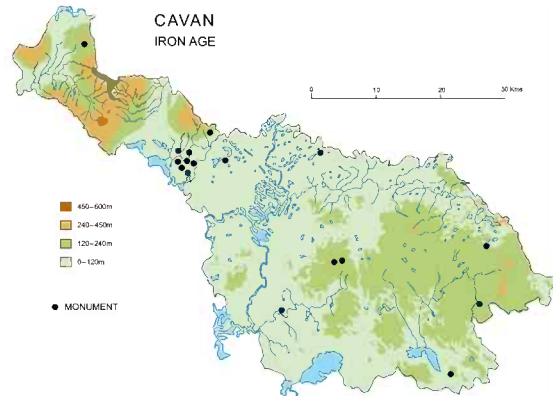 CAVAN
IRON AGE
0 10 20 30 Kms
450–600m
240–450m
120–240m
0–120m
MONUMENT